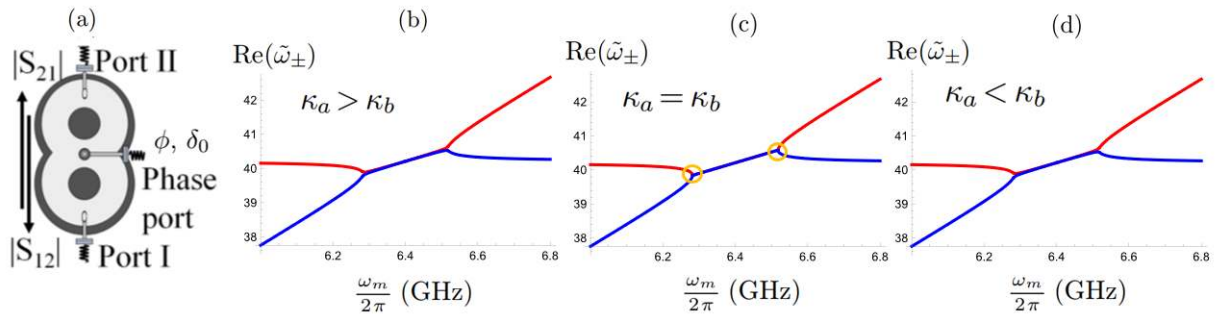 (a)
|S₂₁|
Port II
ϕ, δ₀
Phase
port
|S₁₂|
Port I
(b)
Re(ω̃±)
κₐ > κ_b
42
41
40
39
38
6.2
6.4
6.6
6.8
ωₘ/2π (GHz)
(c)
Re(ω̃±)
κₐ = κ_b
42
41
40
39
38
6.2
6.4
6.6
6.8
ωₘ/2π (GHz)
(d)
Re(ω̃±)
κₐ < κ_b
42
41
40
39
38
6.2
6.4
6.6
6.8
ωₘ/2π (GHz)